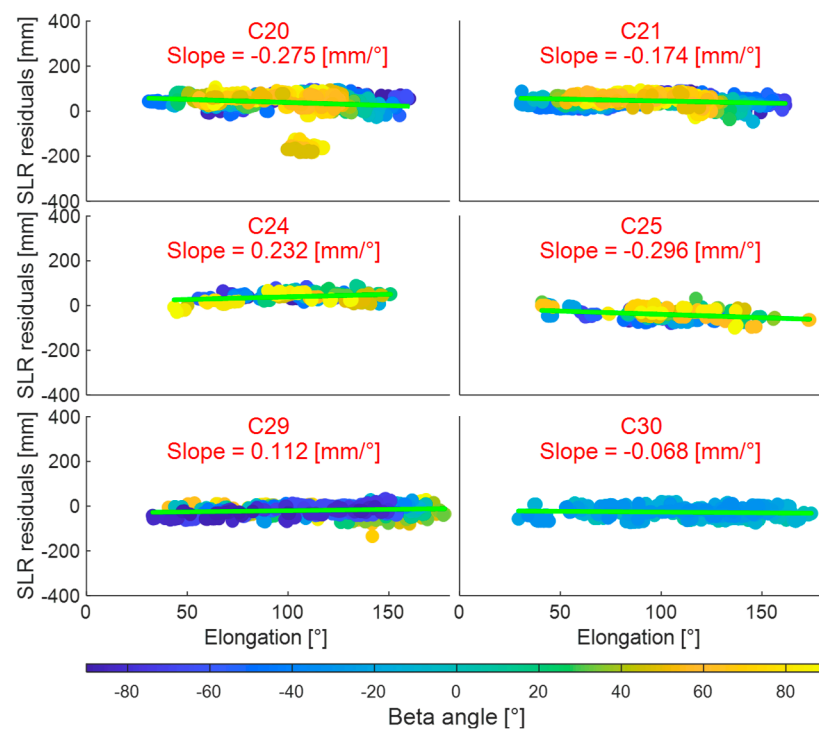 C20
Slope = -0.275 [mm/°]
C21
Slope = -0.174 [mm/°]
SLR residuals [mm]
400
200
0
-200
-400
C24
Slope = 0.232 [mm/°]
C25
Slope = -0.296 [mm/°]
SLR residuals [mm]
400
200
0
-200
-400
C29
Slope = 0.112 [mm/°]
C30
Slope = -0.068 [mm/°]
SLR residuals [mm]
400
200
0
-200
-400
0 50 100 150
0 50 100 150
Elongation [°]
Elongation [°]
-80 -60 -40 -20 0 20 40 60 80
Beta angle [°]